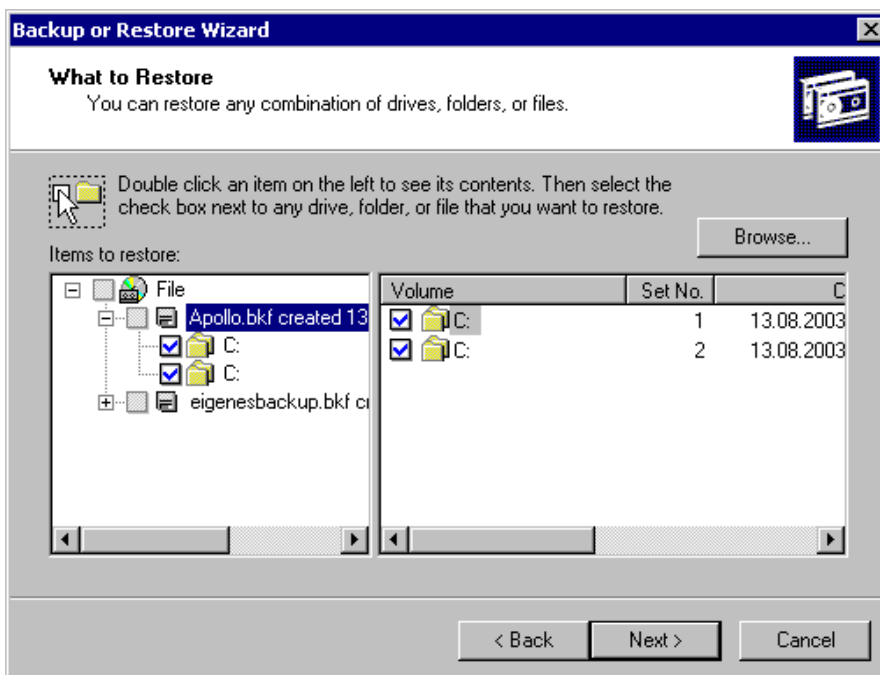 Backup or Restore Wizard
What to Restore
You can restore any combination of drives, folders, or files.
Double click an item on the left to see its contents. Then select the
check box next to any drive, folder, or file that you want to restore.
Browse...
Items to restore:
File
Apollo.bkf created 13
C:
C:
eigenesbackup.bkf cr
Volume Set No. C
C: 1 13.08.2003
C: 2 13.08.2003
< Back Next > Cancel